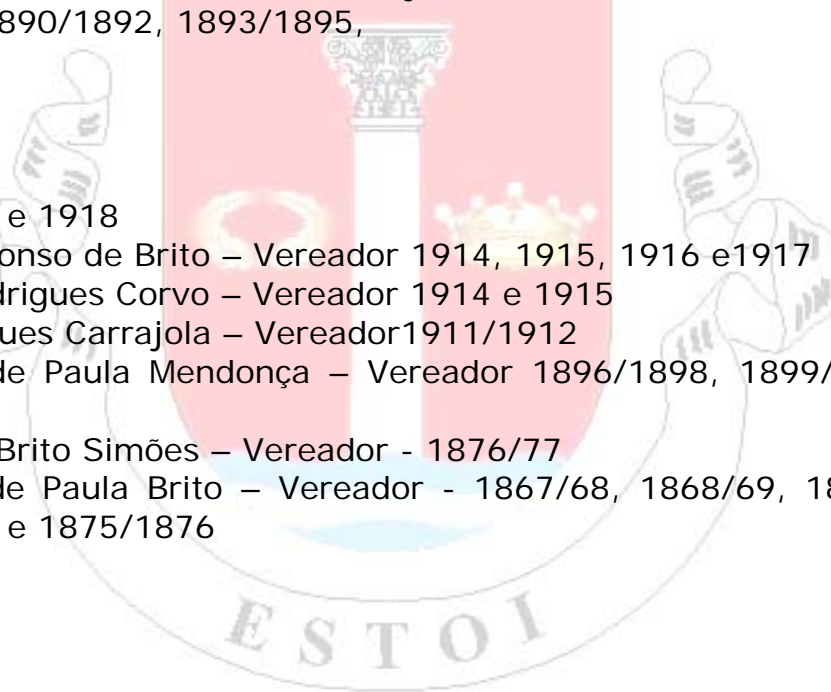 890/1892, 1893/1895,
e 1918
onso de Brito – Vereador 1914, 1915, 1916 e1917
drigues Corvo – Vereador 1914 e 1915
ues Carrajola – Vereador1911/1912
de Paula Mendonça – Vereador 1896/1898, 1899/
Brito Simões – Vereador - 1876/77
de Paula Brito – Vereador - 1867/68, 1868/69, 18
e 1875/1876
ESTOI